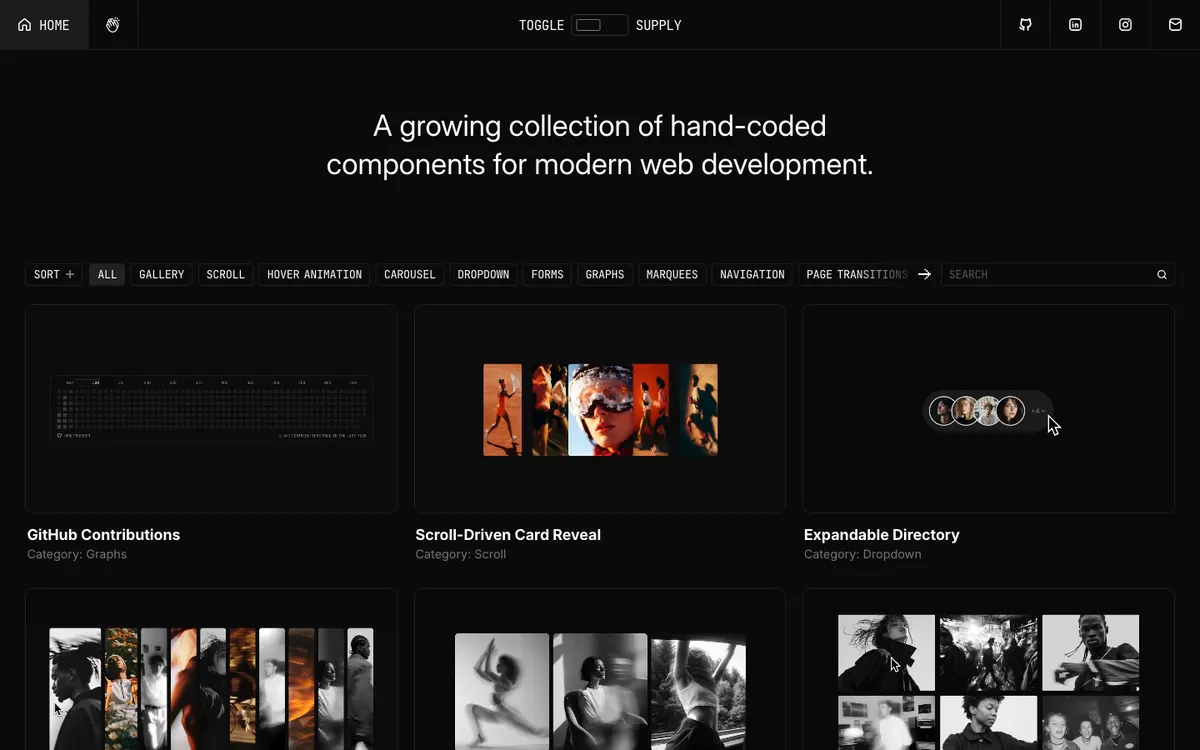 HOME
TOGGLE SUPPLY
A growing collection of hand-coded
components for modern web development.
SORT
ALL
GALLERY
SCROLL
HOVER ANIMATION
CAROUSEL
DROPDOWN
FORMS
GRAPHS
MARQUEES
NAVIGATION
PAGE TRANSITIONS
SEARCH
+4
GitHub Contributions
Category: Graphs
Scroll-Driven Card Reveal
Category: Scroll
Expandable Directory
Category: Dropdown